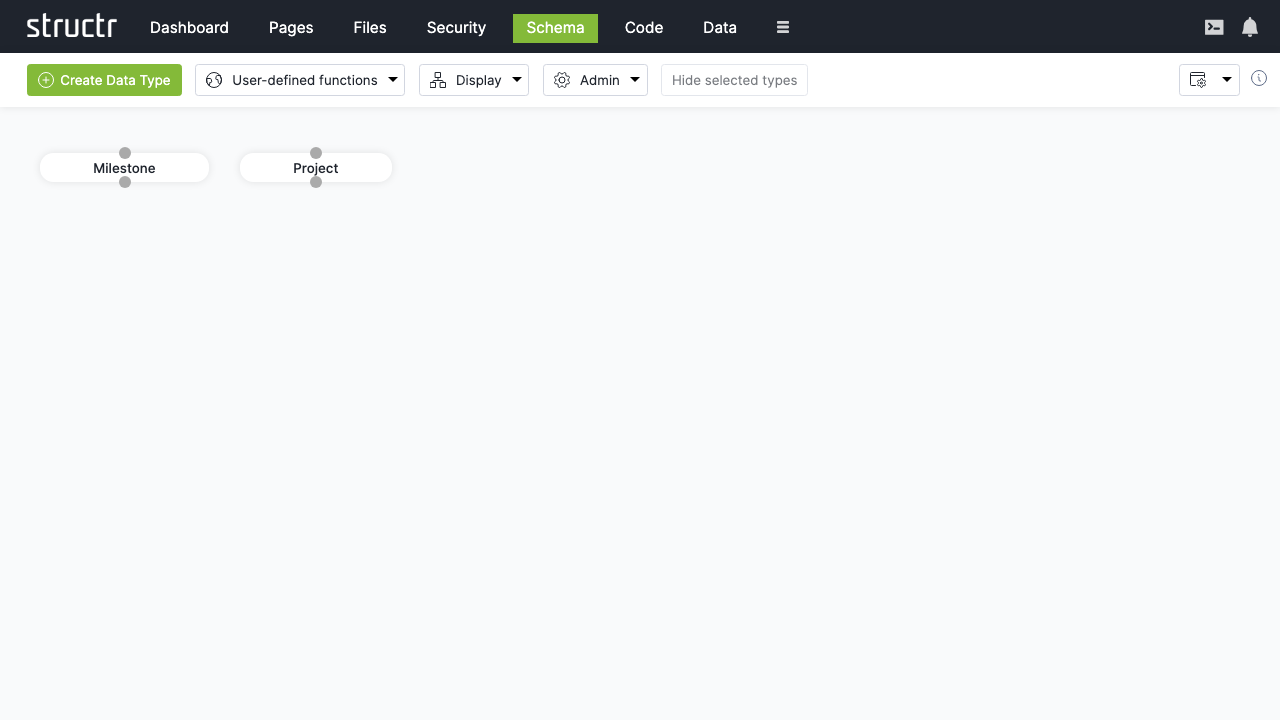 structr Dashboard Pages Files Security Schema Code Data
Create Data Type User-defined functions Display Admin Hide selected types
Milestone Project